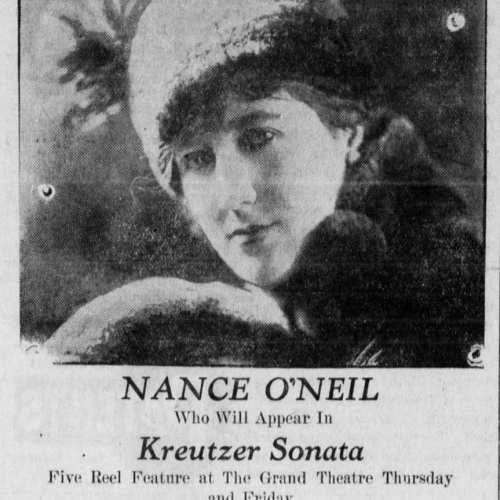 NANCE O'NEIL
Who Will Appear In
Kreutzer Sonata
Five Reel Feature at The Grand Theatre Thursday
and Friday